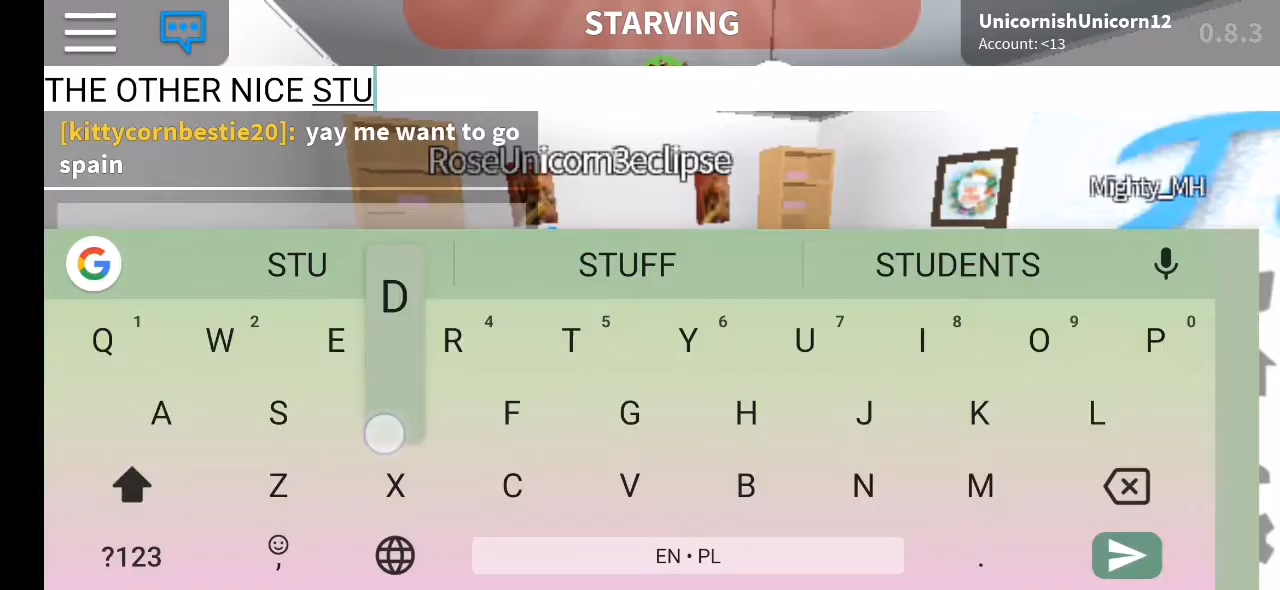 STARVING
UnicornishUnicorn12
Account: <13
0.8.3
THE OTHER NICE STU
[kittycornbestie20]: yay me want to go
spain
RoseUnicorn3eclipse
Mighty_MH
G STU STUFF STUDENTS
D
Q 1 W 2 E R 4 T 5 Y 6 U 7 I 8 O 9 P 0
A S F G H J K L
Z X C V B N M
?123 , EN • PL .